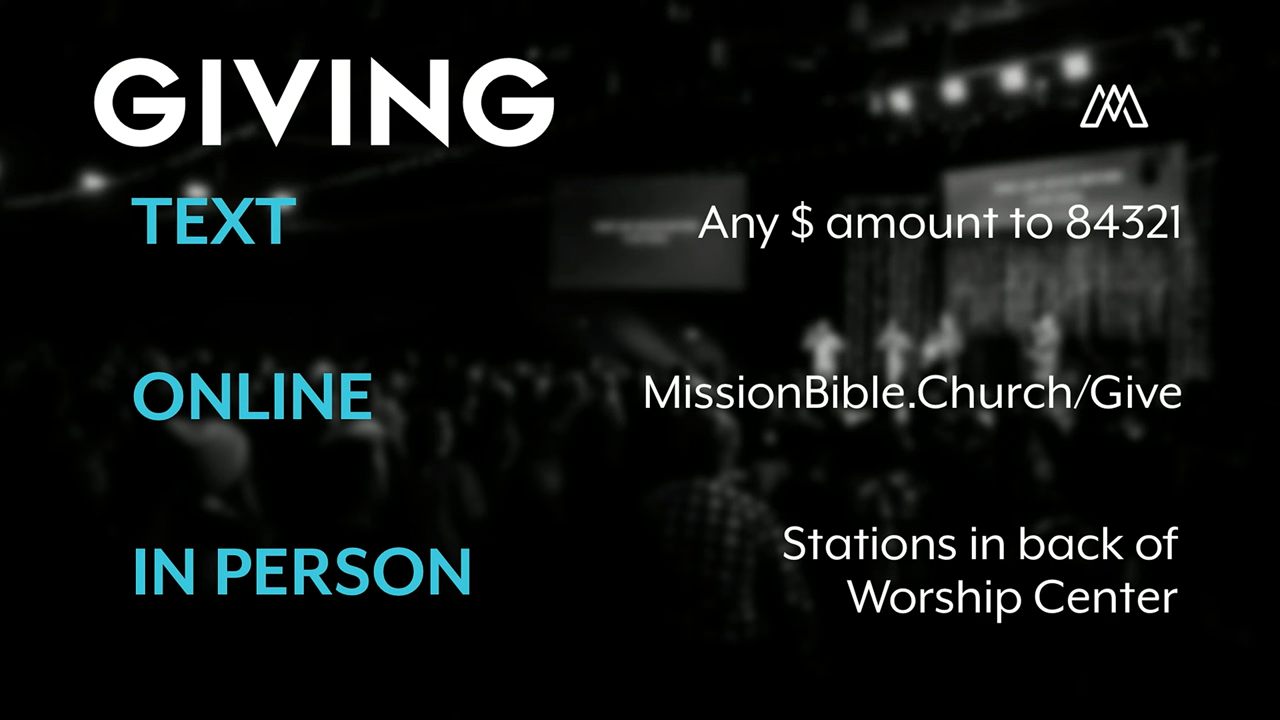 GIVING
TEXT
Any $ amount to 84321
ONLINE
MissionBible.Church/Give
IN PERSON
Stations in back of
Worship Center